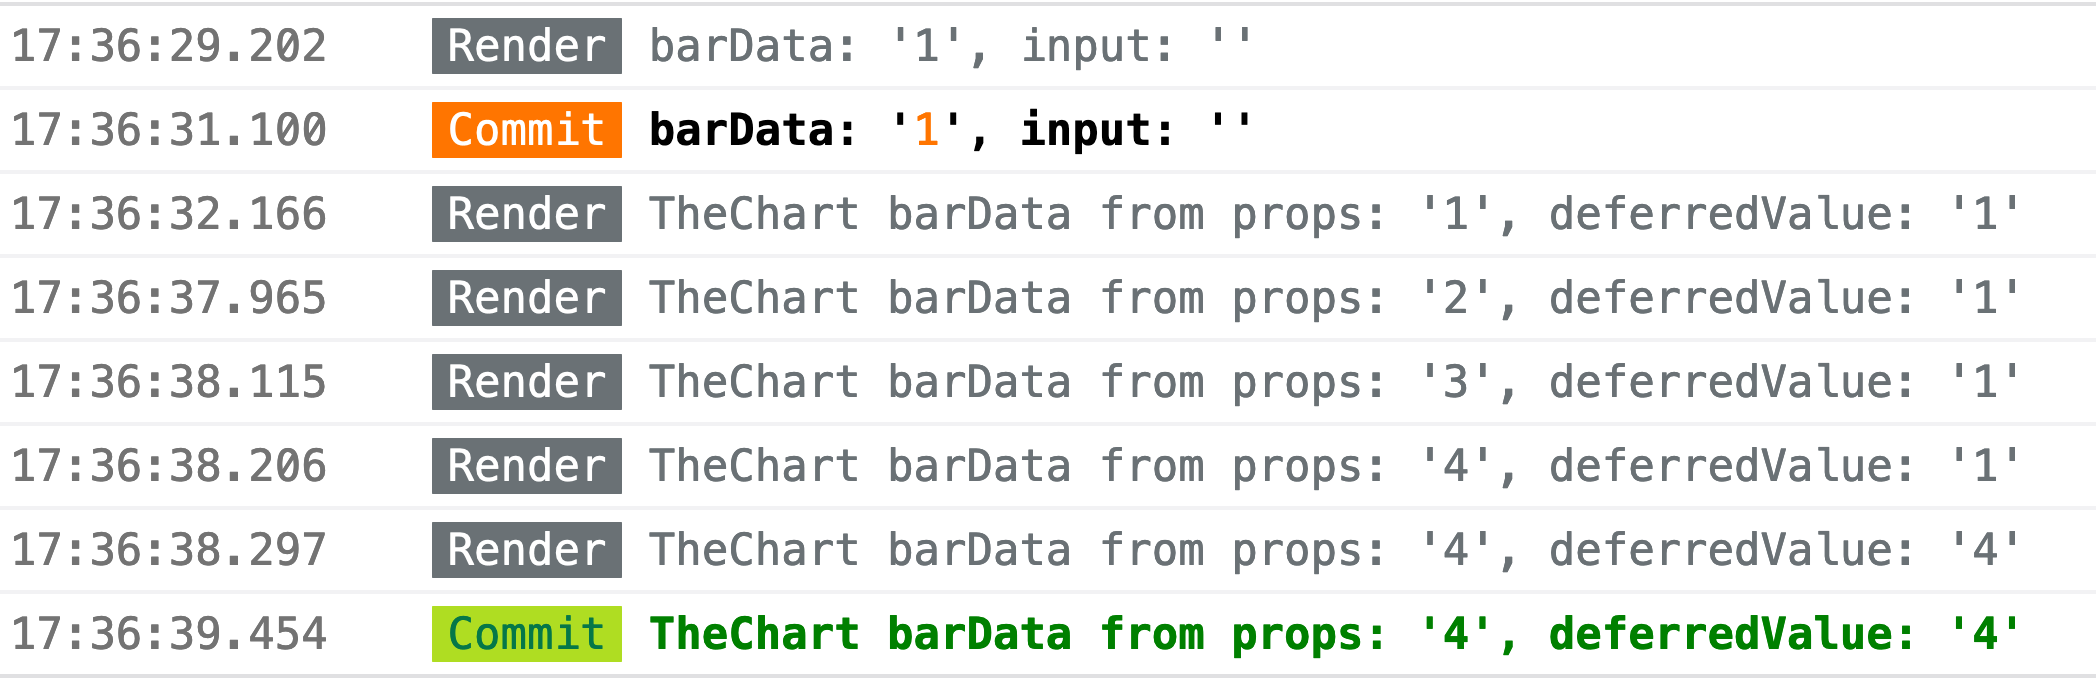 17:36:29.202 Render barData: '1', input: ''
17:36:31.100 Commit barData: '1', input: ''
17:36:32.166 Render TheChart barData from props: '1', deferredValue: '1'
17:36:37.965 Render TheChart barData from props: '2', deferredValue: '1'
17:36:38.115 Render TheChart barData from props: '3', deferredValue: '1'
17:36:38.206 Render TheChart barData from props: '4', deferredValue: '1'
17:36:38.297 Render TheChart barData from props: '4', deferredValue: '4'
17:36:39.454 Commit TheChart barData from props: '4', deferredValue: '4'